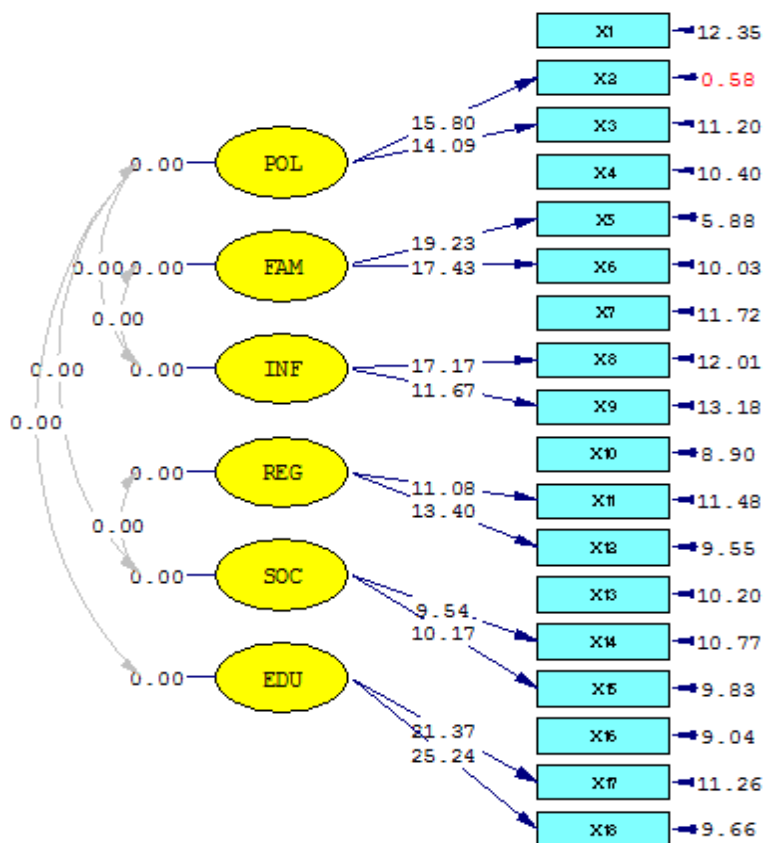 X1 12.35
X2 0.58
15.80
X3 11.20
14.09
0.00 POL
X4 10.40
X5 5.88
19.23
0.00 0.00 FAM 17.43 X6 10.03
0.00 X7 11.72
17.17 X8 12.01
0.00 0.00 INF
11.67 X9 13.18
0.00
X10 8.90
0.00 REG 11.08 X11 11.48
13.40
0.00 X12 9.55
0.00 SOC X13 10.20
9.54
10.17 X14 10.77
0.00 EDU X15 9.83
21.37 X16 9.04
25.24
X17 11.26
X18 9.66